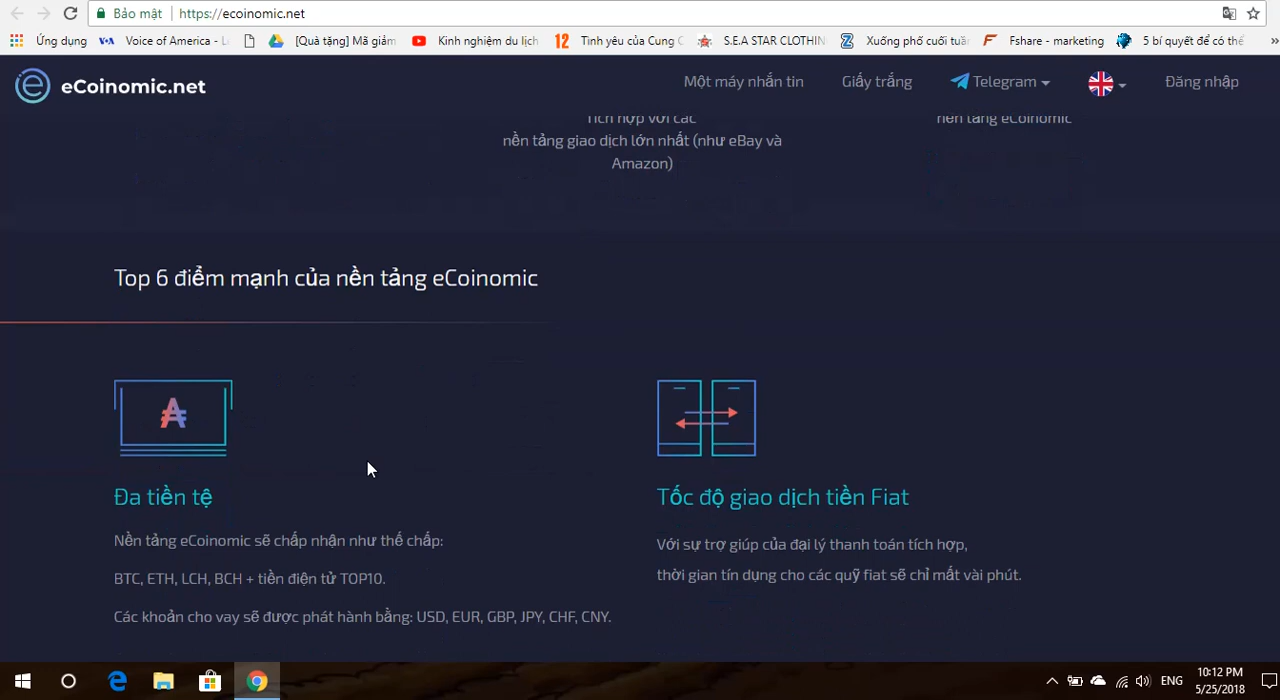 Bảo mật | https://ecoinomic.net
Ứng dụng
VOA Voice of America - L
[Quà tặng] Mã giảm
Kinh nghiệm du lịch
12 Tình yêu của Cung
S.E.A STAR CLOTHIN
Z Xuống phố cuối tuần
F Fshare - marketing
5 bí quyết để có thể
»
eCoinomic.net
Một máy nhắn tin
Giấy trắng
Telegram
Đăng nhập
Tích hợp với các
nền tảng giao dịch lớn nhất (như eBay và
Amazon)
nền tảng eCoinomic
Top 6 điểm mạnh của nền tảng eCoinomic
Đa tiền tệ
Nền tảng eCoinomic sẽ chấp nhận như thế chấp:
BTC, ETH, LCH, BCH + tiền điện tử TOP10.
Các khoản cho vay sẽ được phát hành bằng: USD, EUR, GBP, JPY, CHF, CNY.
Tốc độ giao dịch tiền Fiat
Với sự trợ giúp của đại lý thanh toán tích hợp,
thời gian tín dụng cho các quỹ fiat sẽ chỉ mất vài phút.
ENG
10:12 PM
5/25/2018